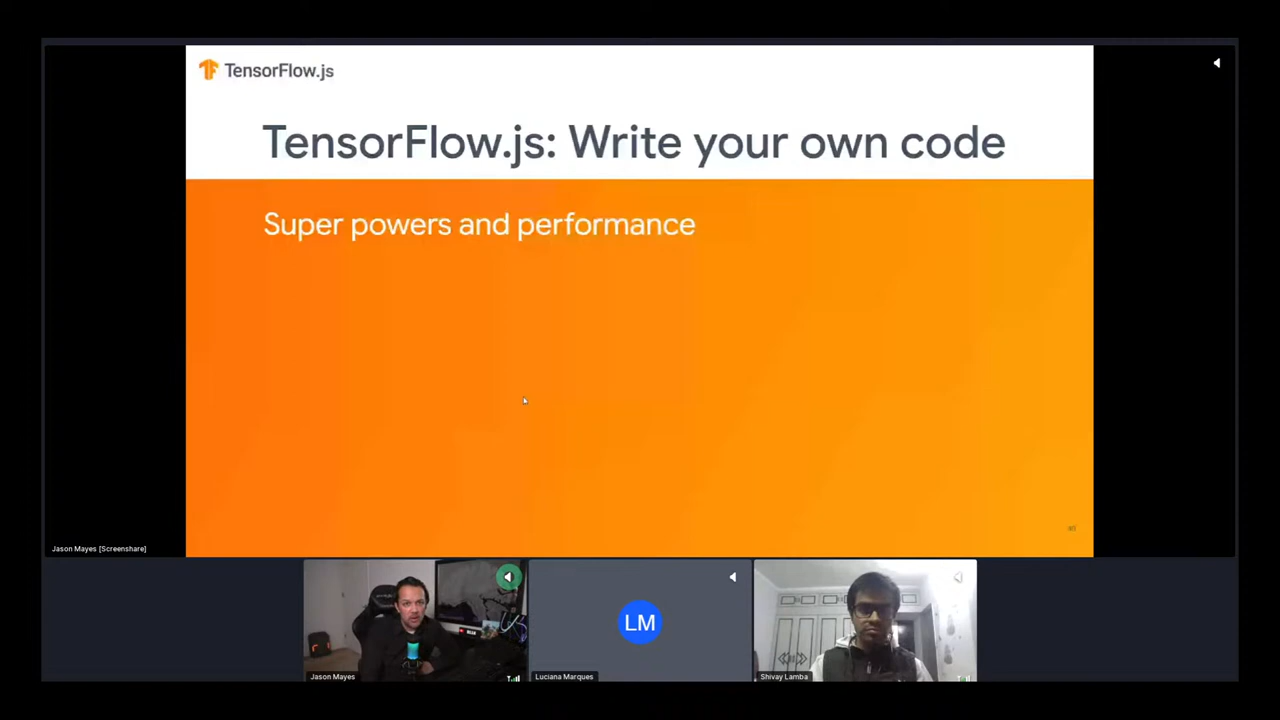 TensorFlow.js
TensorFlow.js: Write your own code
Super powers and performance
Jason Mayes [Screenshare]
LM
Jason Mayes
Luciana Marques
Shivay Lamba